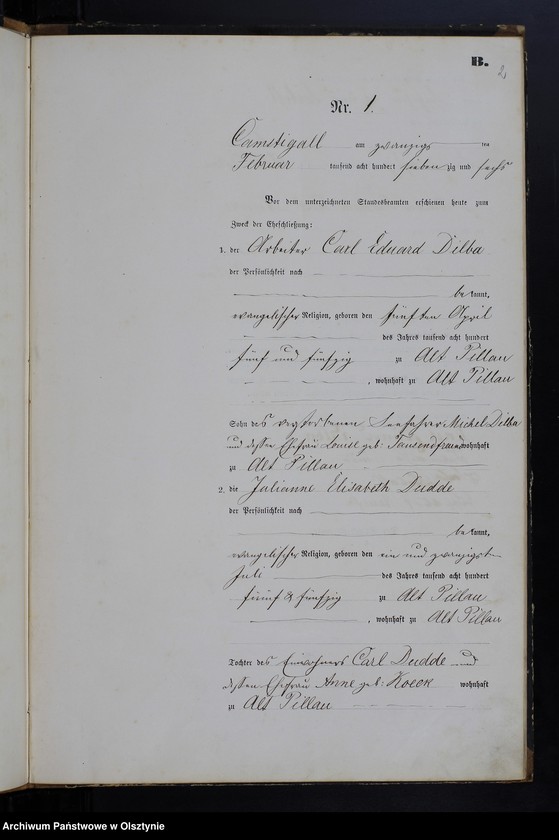 B.
2
Nr. 1.
Camstigall am zwanzigsten
Februar tausend acht hundert siebenzig und sechs
Vor dem unterzeichneten Standesbeamten erschienen heute zum
Zweck der Eheschließung:
1. der Arbeiter Carl Eduard Dilba
der Persönlichkeit nach
bekannt,
evangelischer Religion, geboren den fünften April
des Jahres tausend acht hundert
fünf und fünfzig zu Alt Pillau
, wohnhaft zu Alt Pillau
Sohn des verstorbenen Seefahrer Michel Dilba
und dessen Ehefrau Louise geb: Tausendfreund wohnhaft
zu Alt Pillau
2. die Julianne Elisabeth Dudde
der Persönlichkeit nach
bekannt,
evangelischer Religion, geboren den ein und zwanzigsten
Juli des Jahres tausend acht hundert
fünf & fünfzig zu Alt Pillau
, wohnhaft zu Alt Pillau
Tochter des Einwohners Carl Dudde und
dessen Ehefrau Anne geb: Koeck wohnhaft
zu Alt Pillau
Archiwum Państwowe w Olsztynie